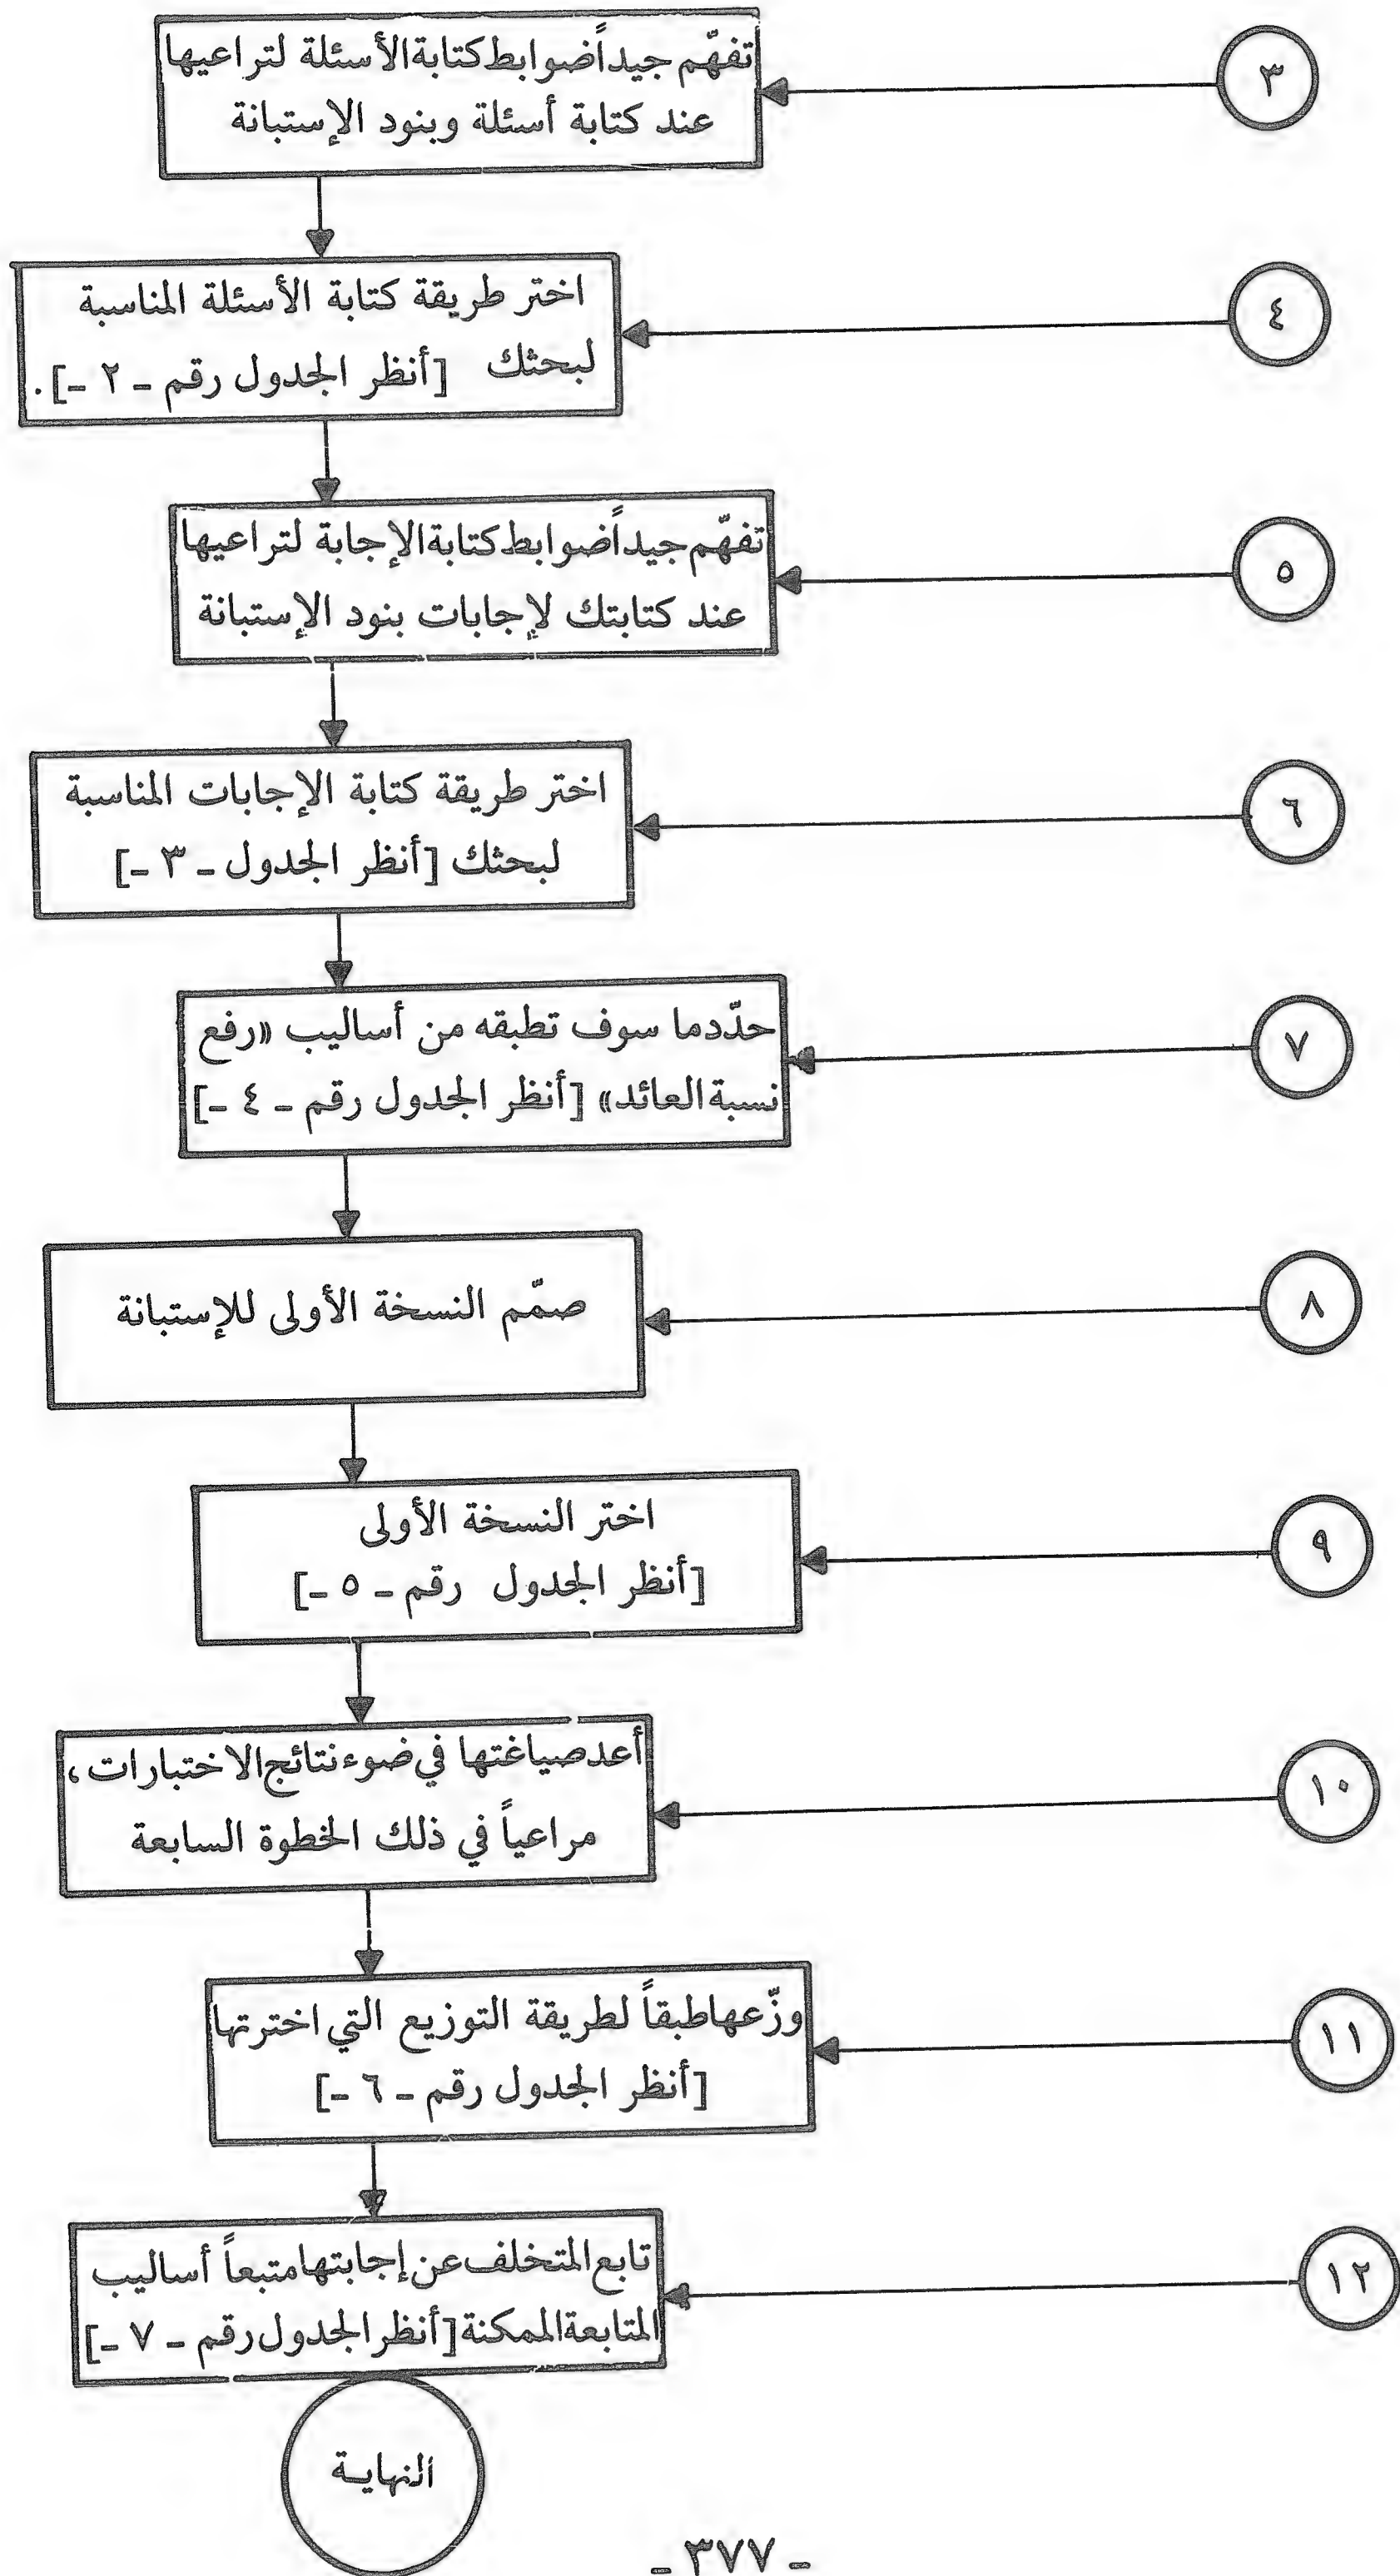 ٣
تفهّم جيداً ضوابط كتابة الأسئلة لتراعيها
عند كتابة أسئلة وبنود الإستبانة
٤
اختر طريقة كتابة الأسئلة المناسبة
لبحثك [أنظر الجدول رقم ـ ٢ ـ].
٥
تفهّم جيداً ضوابط كتابة الإجابة لتراعيها
عند كتابتك لإجابات بنود الإستبانة
٦
اختر طريقة كتابة الإجابات المناسبة
لبحثك [أنظر الجدول ـ ٣ ـ]
٧
حدّد ما سوف تطبقه من أساليب «رفع
نسبة العائد» [أنظر الجدول رقم ـ ٤ ـ]
٨
صمّم النسخة الأولى للإستبانة
٩
اختر النسخة الأولى
[أنظر الجدول رقم ـ ٥ ـ]
١٠
أعد صياغتها في ضوء نتائج الاختبارات،
مراعياً في ذلك الخطوة السابعة
١١
وزّعها طبقاً لطريقة التوزيع التي اخترتها
[أنظر الجدول رقم ـ ٦ ـ]
١٢
تابع المتخلف عن إجابتها متبعاً أساليب
المتابعة الممكنة [أنظر الجدول رقم ـ ٧ ـ]
النهاية
ـ ٣٧٧ ـ